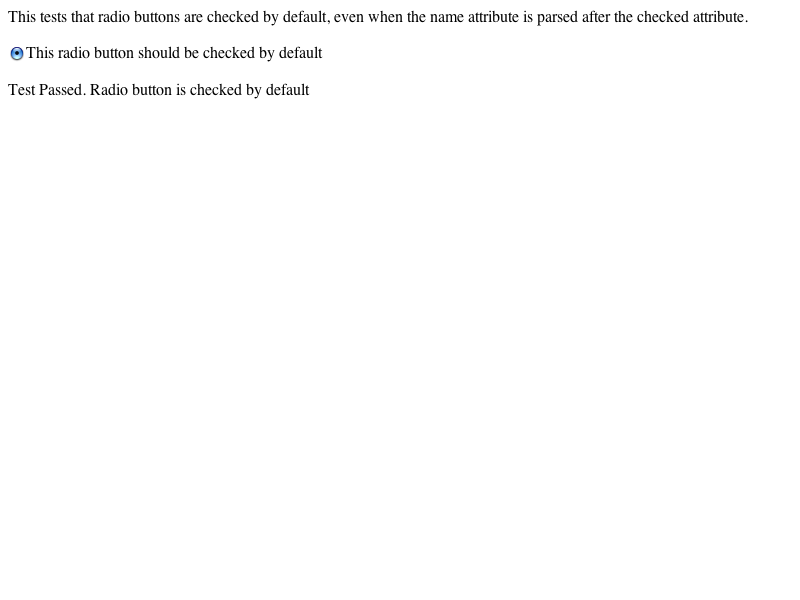 This tests that radio buttons are checked by default, even when the name attribute is parsed after the checked attribute.
This radio button should be checked by default
Test Passed. Radio button is checked by default